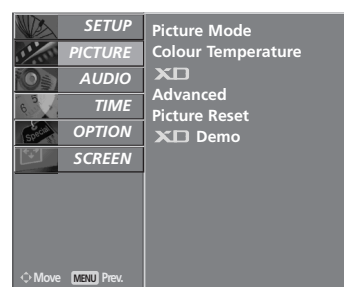 SETUP
PICTURE
AUDIO
TIME
OPTION
SCREEN
Move MENU Prev.
Picture Mode
Colour Temperature
XD
Advanced
Picture Reset
XD Demo